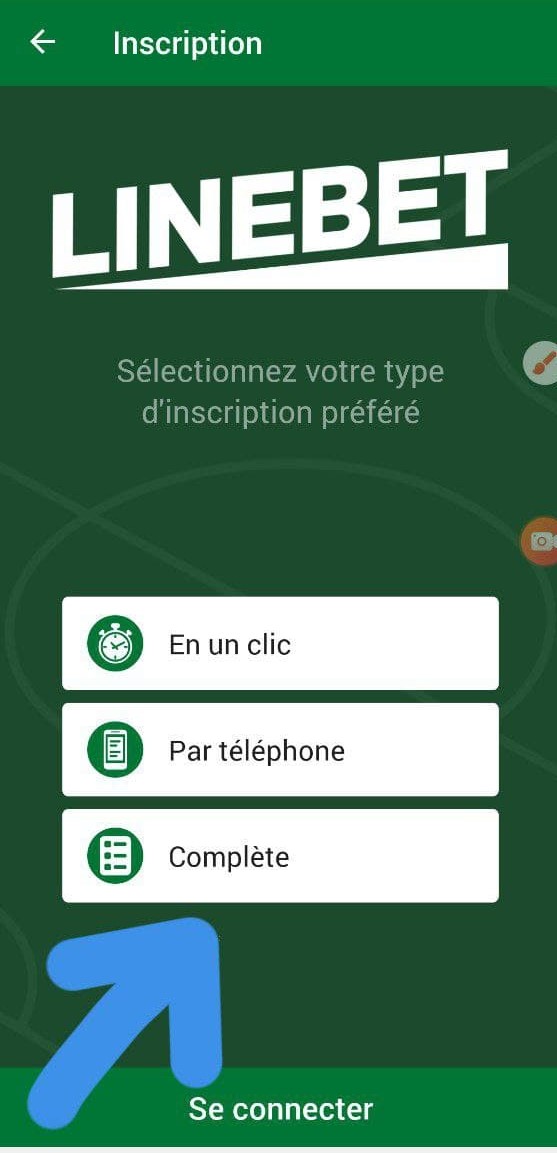 Inscription
LINEBET
Sélectionnez votre type
d'inscription préféré
En un clic
Par téléphone
Complète
Se connecter